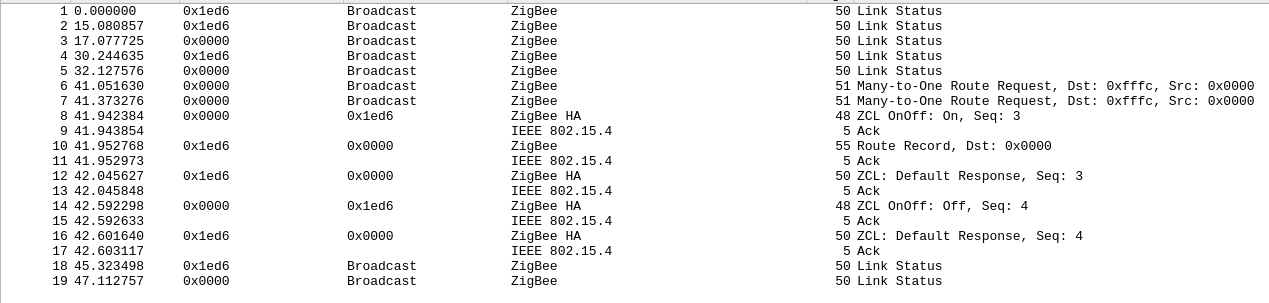 1 0.000000 0x1ed6 Broadcast ZigBee 50 Link Status
2 15.080857 0x1ed6 Broadcast ZigBee 50 Link Status
3 17.077725 0x0000 Broadcast ZigBee 50 Link Status
4 30.244635 0x1ed6 Broadcast ZigBee 50 Link Status
5 32.127576 0x0000 Broadcast ZigBee 50 Link Status
6 41.051630 0x0000 Broadcast ZigBee 51 Many-to-One Route Request, Dst: 0xfffc, Src: 0x0000
7 41.373276 0x0000 Broadcast ZigBee 51 Many-to-One Route Request, Dst: 0xfffc, Src: 0x0000
8 41.942384 0x0000 0x1ed6 ZigBee HA 48 ZCL OnOff: On, Seq: 3
9 41.943854 IEEE 802.15.4 5 Ack
10 41.952768 0x1ed6 0x0000 ZigBee 55 Route Record, Dst: 0x0000
11 41.952973 IEEE 802.15.4 5 Ack
12 42.045627 0x1ed6 0x0000 ZigBee HA 50 ZCL: Default Response, Seq: 3
13 42.045848 IEEE 802.15.4 5 Ack
14 42.592298 0x0000 0x1ed6 ZigBee HA 48 ZCL OnOff: Off, Seq: 4
15 42.592633 IEEE 802.15.4 5 Ack
16 42.601640 0x1ed6 0x0000 ZigBee HA 50 ZCL: Default Response, Seq: 4
17 42.603117 IEEE 802.15.4 5 Ack
18 45.323498 0x1ed6 Broadcast ZigBee 50 Link Status
19 47.112757 0x0000 Broadcast ZigBee 50 Link Status